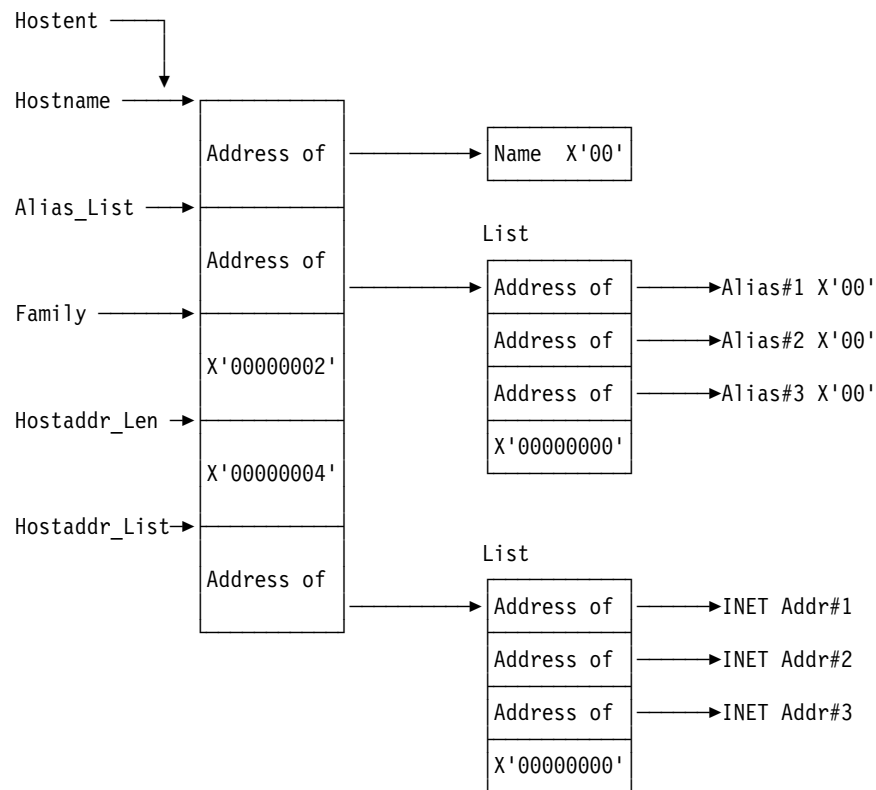 Hostent
Hostname
Address of
Name X'00'
Alias_List
List
Address of
Address of
Alias#1 X'00'
Family
Address of
Alias#2 X'00'
X'00000002'
Address of
Alias#3 X'00'
Hostaddr_Len
X'00000000'
X'00000004'
Hostaddr_List
List
Address of
Address of
INET Addr#1
Address of
INET Addr#2
Address of
INET Addr#3
X'00000000'